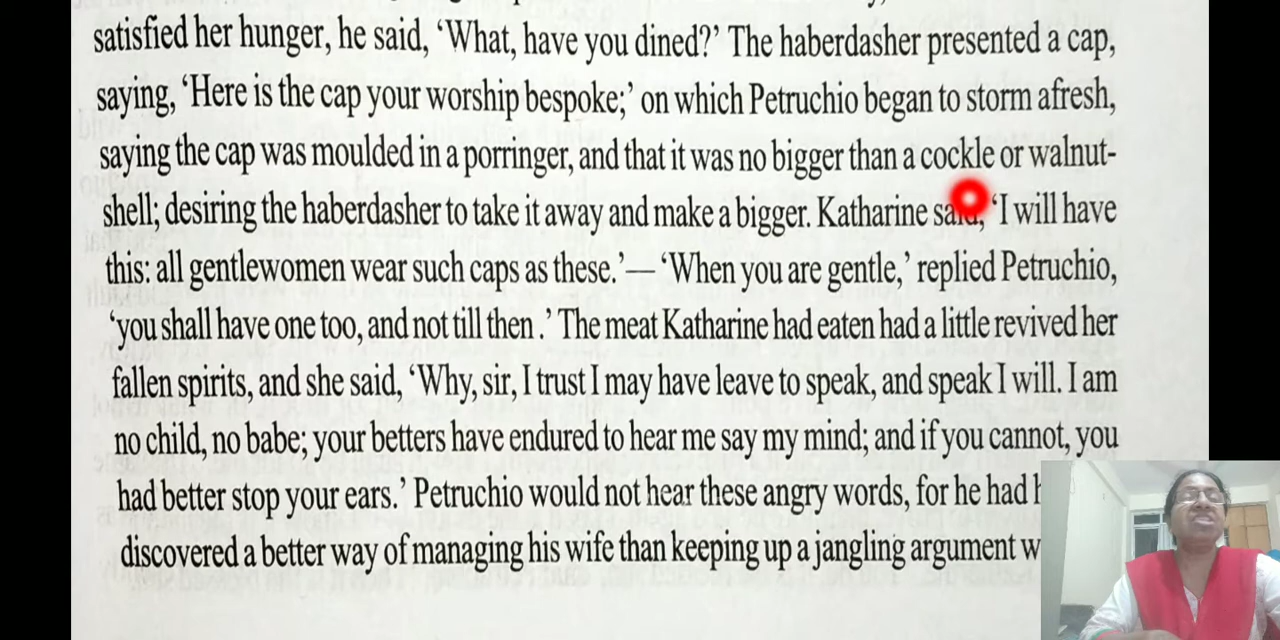 satisfied her hunger, he said, ‘What, have you dined?’ The haberdasher presented a cap,
saying, ‘Here is the cap your worship bespoke;’ on which Petruchio began to storm afresh,
saying the cap was moulded in a porringer, and that it was no bigger than a cockle or walnut-
shell; desiring the haberdasher to take it away and make a bigger. Katharine said, ‘I will have
this: all gentlewomen wear such caps as these.’— ‘When you are gentle,’ replied Petruchio,
‘you shall have one too, and not till then .’ The meat Katharine had eaten had a little revived her
fallen spirits, and she said, ‘Why, sir, I trust I may have leave to speak, and speak I will. I am
no child, no babe; your betters have endured to hear me say my mind; and if you cannot, you
had better stop your ears.’ Petruchio would not hear these angry words, for he had
discovered a better way of managing his wife than keeping up a jangling argument